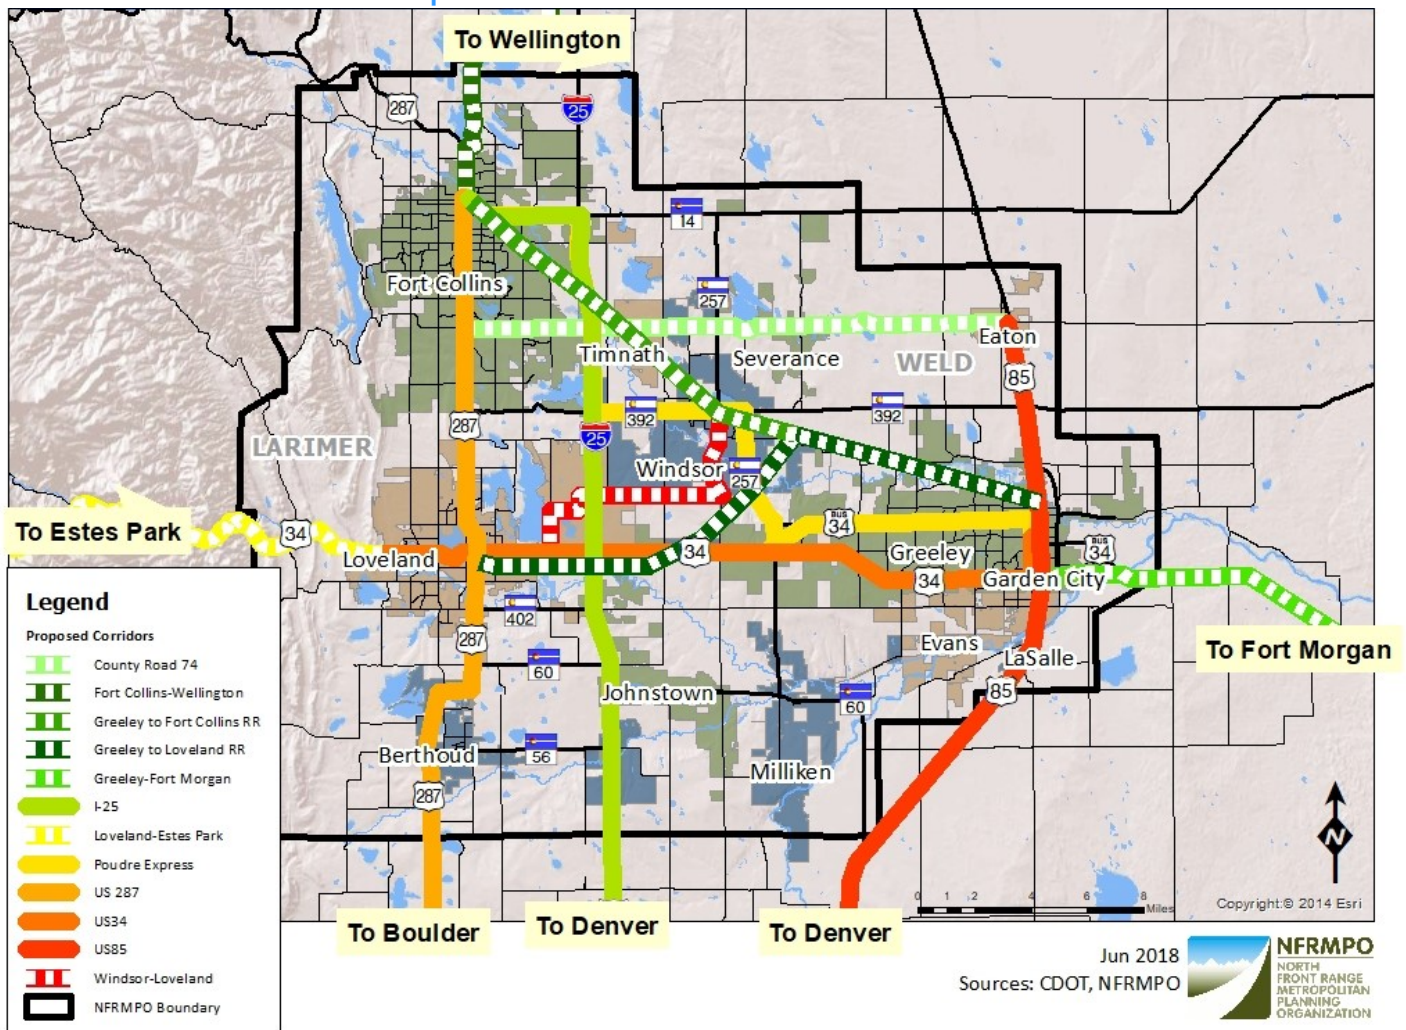 To Wellington
287
25
14
257
Fort Collins
Eaton
Timnath
Severance
WELD
85
392
392
287
25
LARIMER
Windsor
257
To Estes Park
34
BUS
34
34
BUS
34
Loveland
Greeley
34
Garden City
402
287
Evans
LaSalle
To Fort Morgan
60
Johnstown
85
60
Berthoud
56
Milliken
287
N
Legend
Proposed Corridors
County Road 74
Fort Collins-Wellington
Greeley to Fort Collins RR
Greeley to Loveland RR
Greeley-Fort Morgan
I-25
Loveland-Estes Park
Poudre Express
US 287
US34
US85
Windsor-Loveland
NFRMPO Boundary
0 1 2 4 6 8
Miles
Copyright:© 2014 Esri
To Boulder
To Denver
To Denver
Jun 2018
Sources: CDOT, NFRMPO
NFRMPO
NORTH
FRONT RANGE
METROPOLITAN
PLANNING
ORGANIZATION